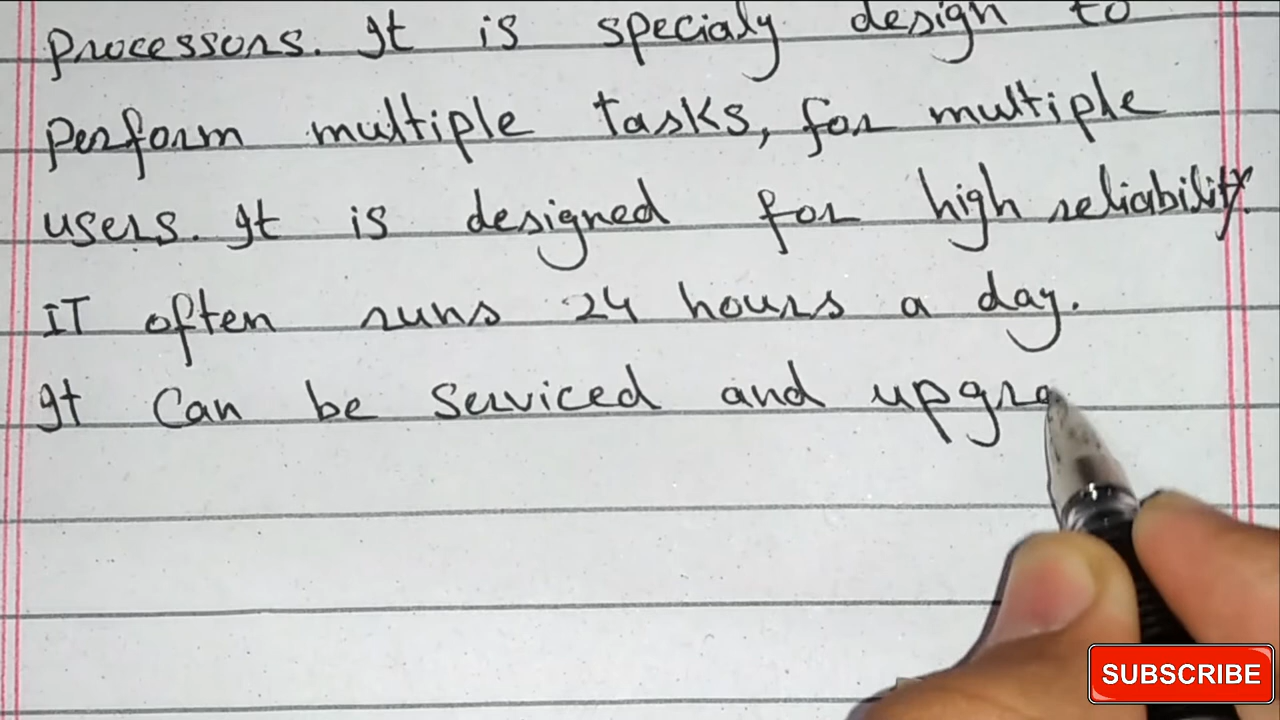 processors. It is specialy design to
perform multiple tasks, for multiple
users. It is designed for high reliability.
IT often runs 24 hours a day.
It can be serviced and upgra
SUBSCRIBE